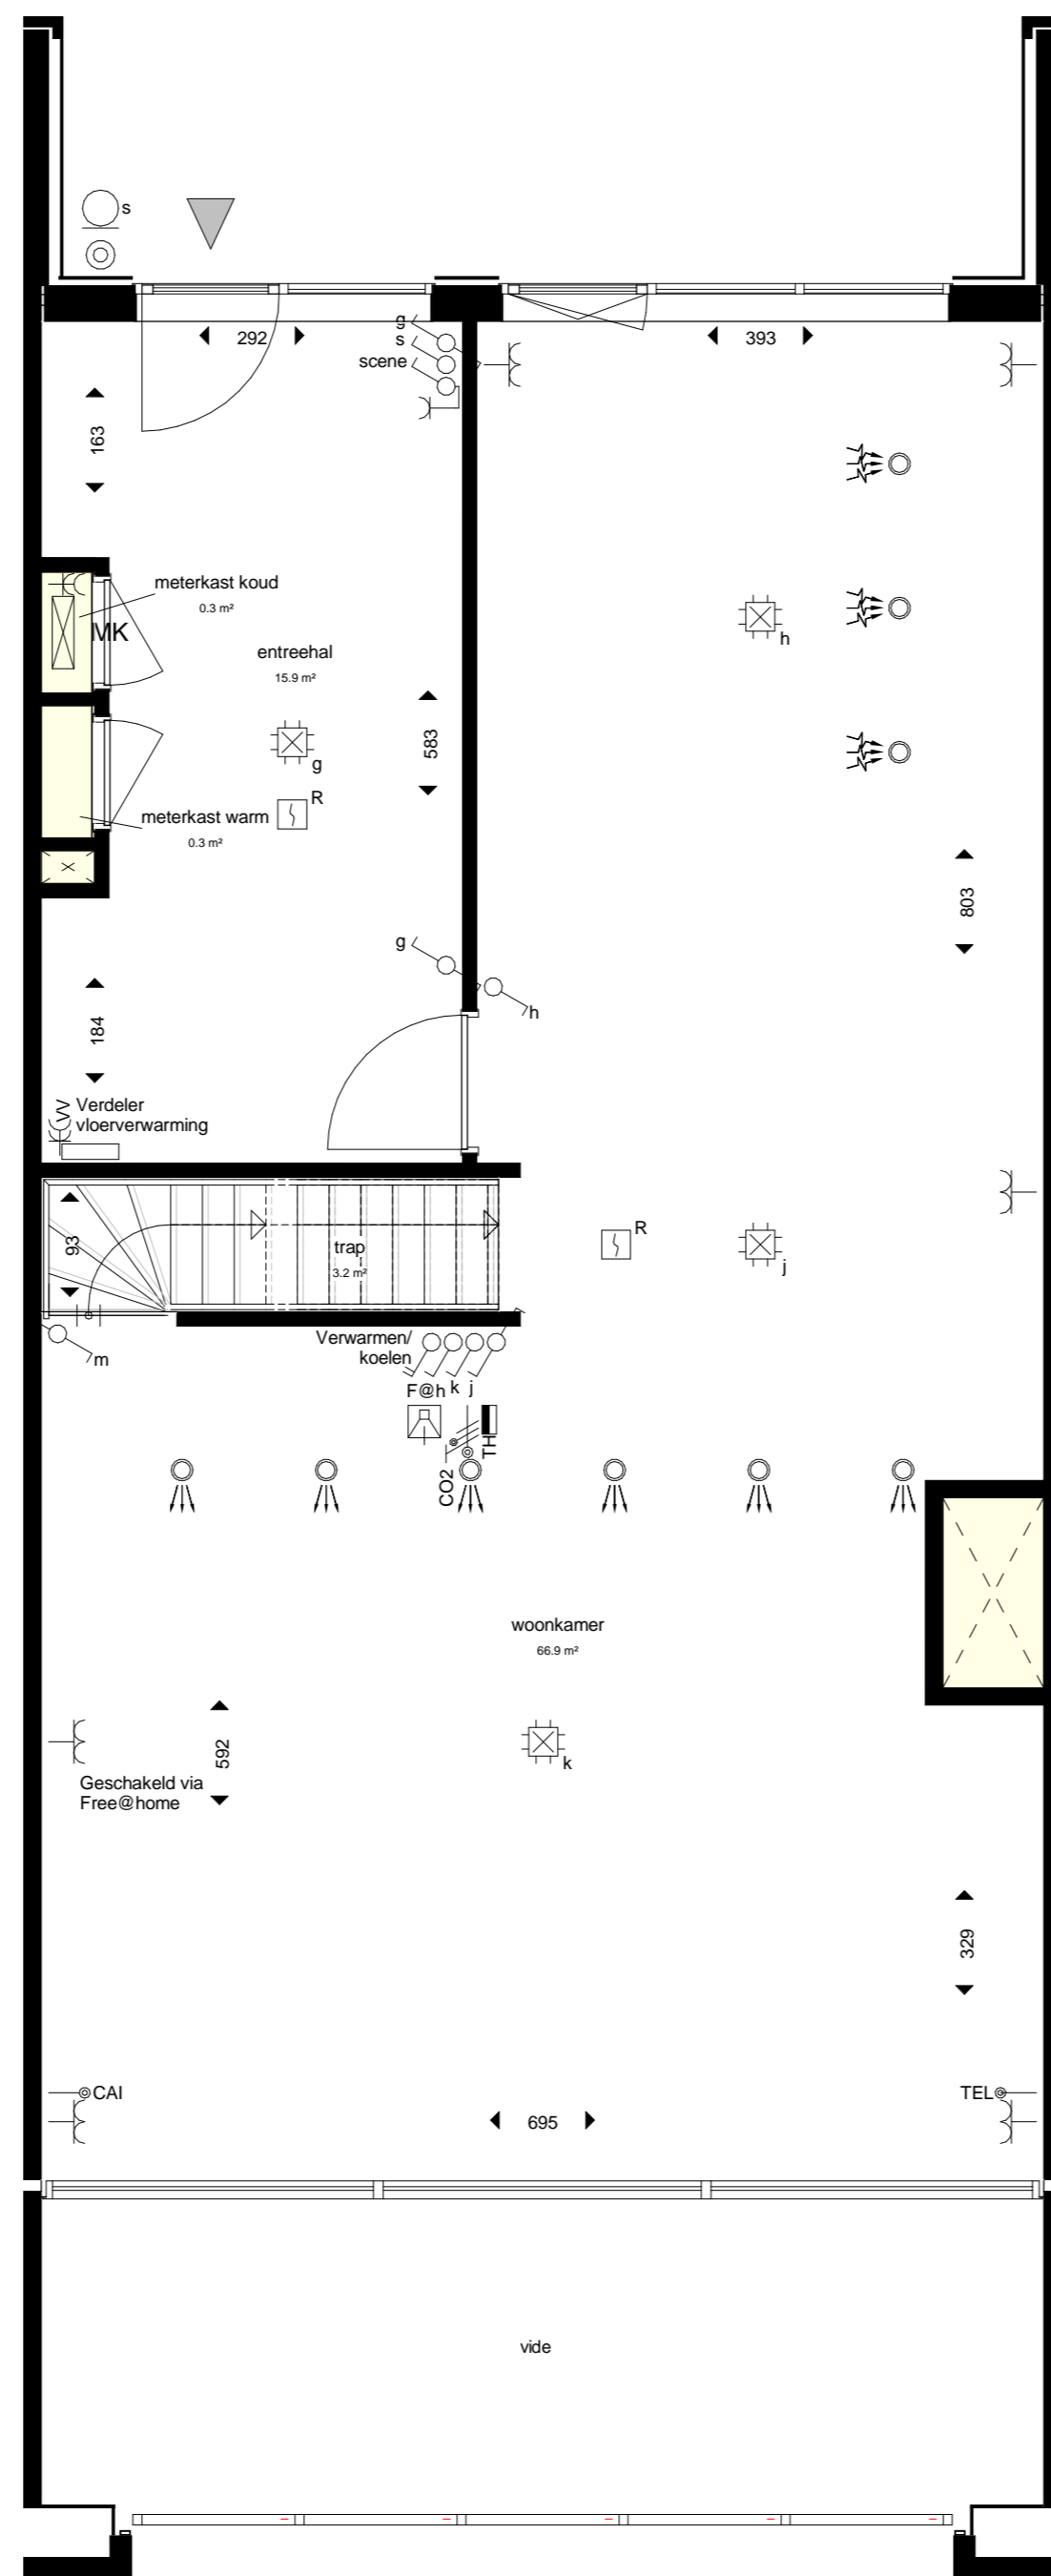 s
g
s
scene
292
393
163
meterkast koud
0.3 m²
MK
h
entreehal
15.9 m²
583
g
R
meterkast warm
0.3 m²
803
g
h
184
VV
Verdeler
vloerverwarming
93
trap
3.2 m²
R
j
m
Verwarmen/
koelen
F@h
k
j
CO2
TH
woonkamer
66.9 m²
592
k
Geschakeld via
Free@home
329
CAI
TEL
695
vide